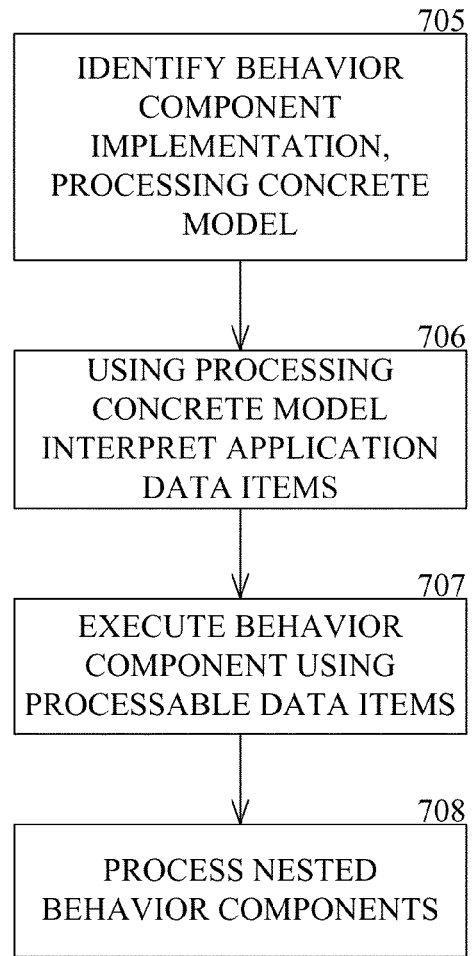 705
IDENTIFY BEHAVIOR
COMPONENT
IMPLEMENTATION,
PROCESSING CONCRETE
MODEL
706
USING PROCESSING
CONCRETE MODEL
INTERPRET APPLICATION
DATA ITEMS
707
EXECUTE BEHAVIOR
COMPONENT USING
PROCESSABLE DATA ITEMS
708
PROCESS NESTED
BEHAVIOR COMPONENTS